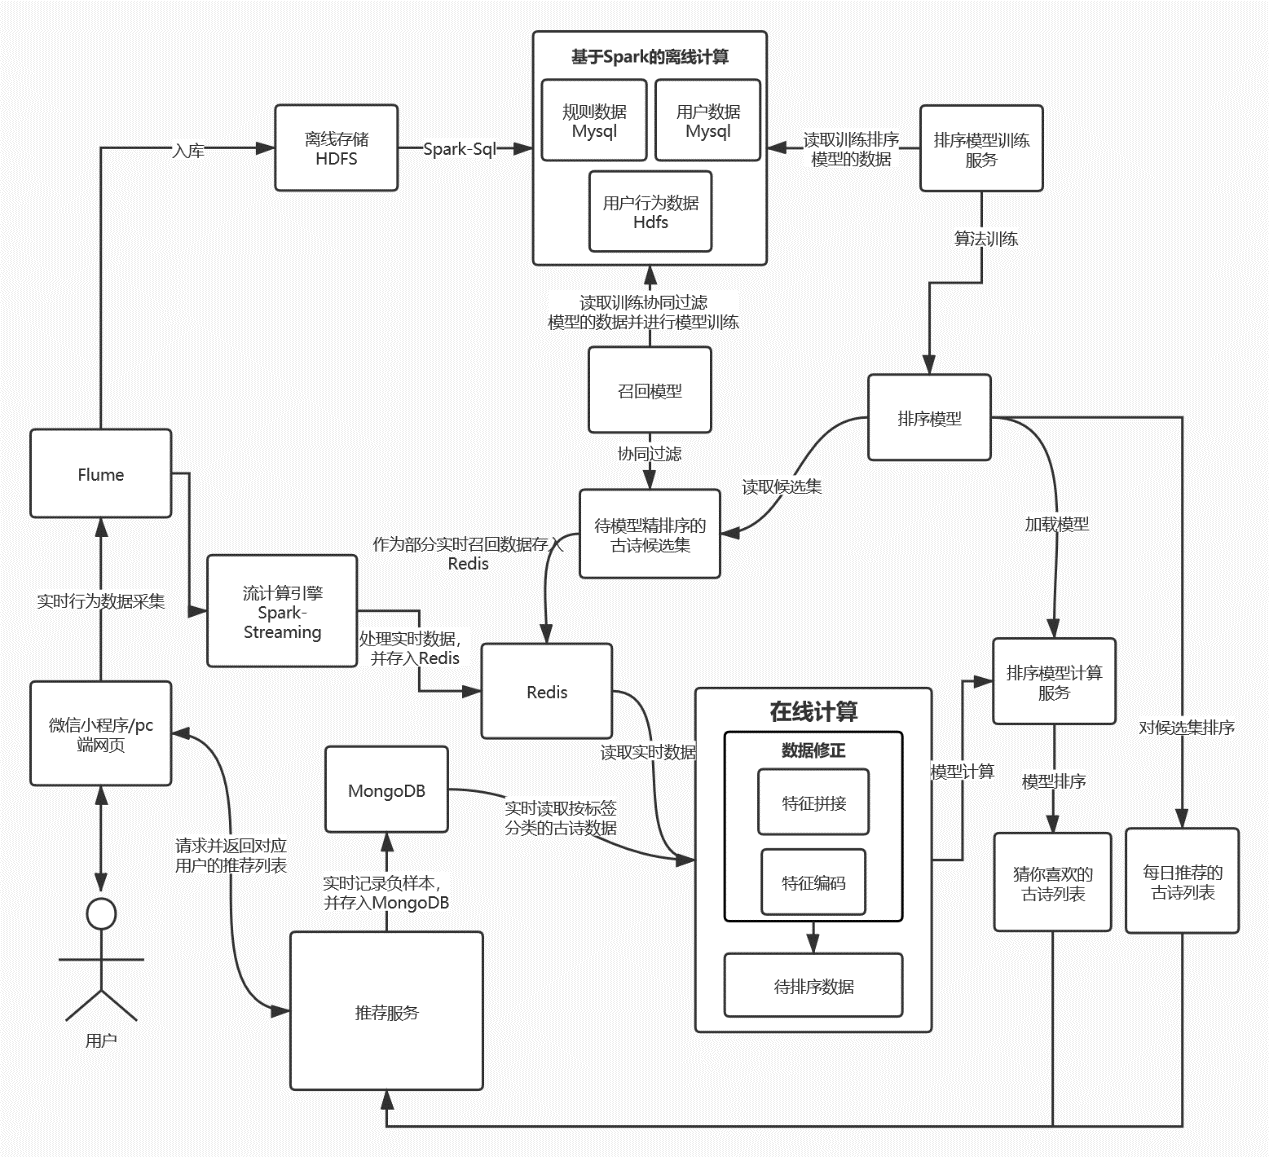 基于Spark的离线计算
规则数据
Mysql
用户数据
Mysql
用户行为数据
Hdfs
离线存储
HDFS
入库
Spark-Sql
读取训练排序
模型的数据
排序模型训练
服务
算法训练
读取训练协同过滤
模型的数据并进行模型训练
召回模型
协同过滤
排序模型
读取候选集
加载模型
待模型精排序的
古诗候选集
作为部分实时召回数据存入
Redis
Flume
实时行为数据采集
流计算引擎
Spark-
Streaming
处理实时数据，
并存入Redis
Redis
读取实时数据
微信小程序/pc
端网页
请求并返回对应
用户的推荐列表
用户
MongoDB
实时读取按标签
分类的古诗数据
实时记录负样本，
并存入MongoDB
推荐服务
在线计算
数据修正
特征拼接
特征编码
待排序数据
模型计算
排序模型计算
服务
模型排序
对候选集排序
猜你喜欢的
古诗列表
每日推荐的
古诗列表